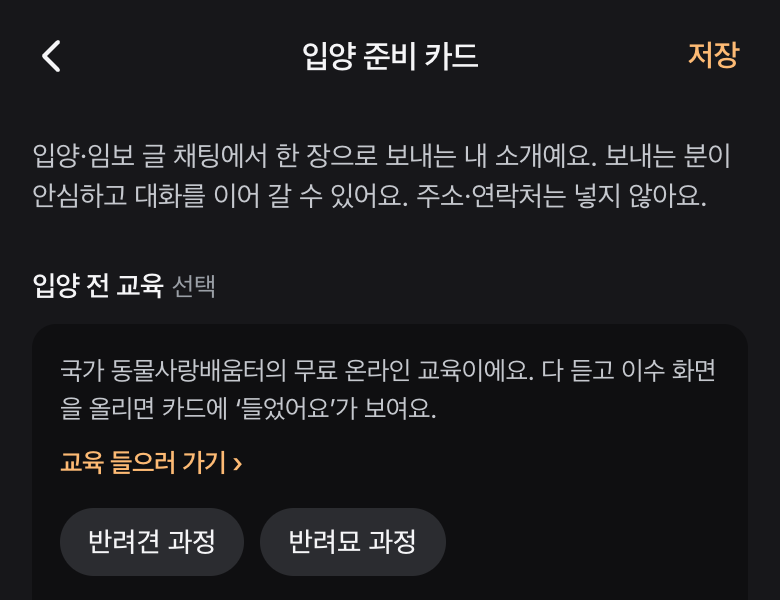 입양 준비 카드
저장
입양·임보 글 채팅에서 한 장으로 보내는 내 소개예요. 보내는 분이
안심하고 대화를 이어 갈 수 있어요. 주소·연락처는 넣지 않아요.
입양 전 교육 선택
국가 동물사랑배움터의 무료 온라인 교육이에요. 다 듣고 이수 화면
을 올리면 카드에 ‘들었어요’가 보여요.
교육 들으러 가기 ›
반려견 과정
반려묘 과정